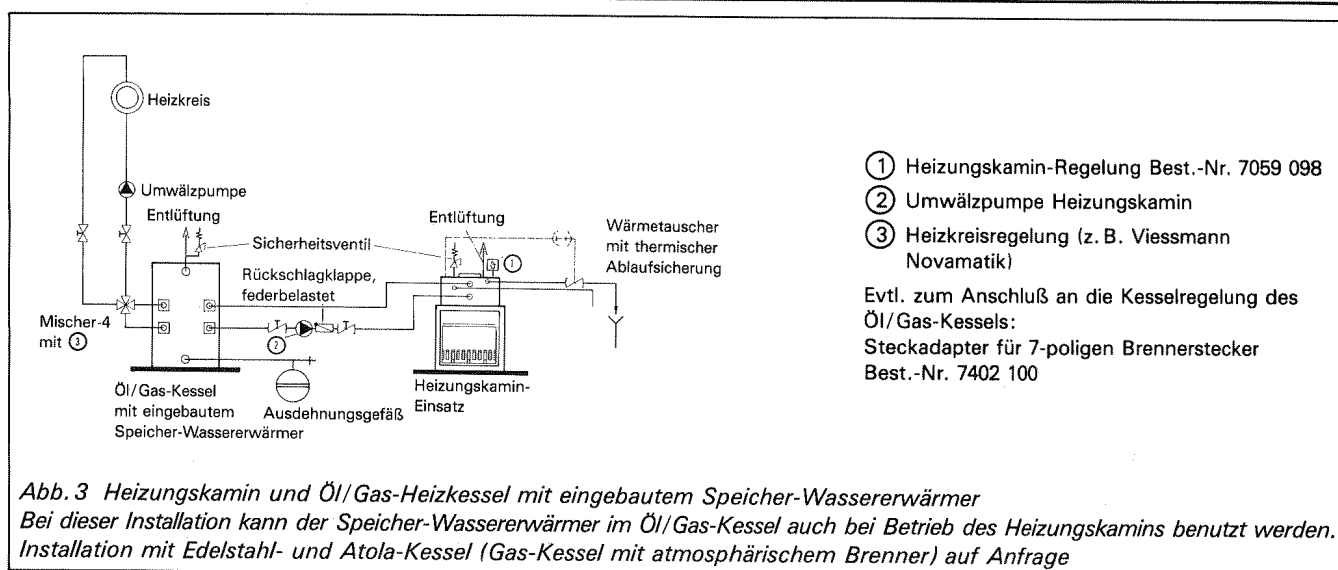 Heizkreis
Umwälzpumpe
Entlüftung
Sicherheitsventil
Rückschlagklappe,
federbelastet
Mischer-4
mit ③
②
Öl/Gas-Kessel
mit eingebautem
Speicher-Wassererwärmer
Ausdehnungsgefäß
Entlüftung
①
Wärmetauscher
mit thermischer
Ablaufsicherung
Heizungskamin-
Einsatz
① Heizungskamin-Regelung Best.-Nr. 7059 098
② Umwälzpumpe Heizungskamin
③ Heizkreisregelung (z. B. Viessmann
Novamatik)
Evtl. zum Anschluß an die Kesselregelung des
Öl/Gas-Kessels:
Steckadapter für 7-poligen Brennerstecker
Best.-Nr. 7402 100
Abb. 3 Heizungskamin und Öl/Gas-Heizkessel mit eingebautem Speicher-Wassererwärmer
Bei dieser Installation kann der Speicher-Wassererwärmer im Öl/Gas-Kessel auch bei Betrieb des Heizungskamins benutzt werden.
Installation mit Edelstahl- und Atola-Kessel (Gas-Kessel mit atmosphärischem Brenner) auf Anfrage